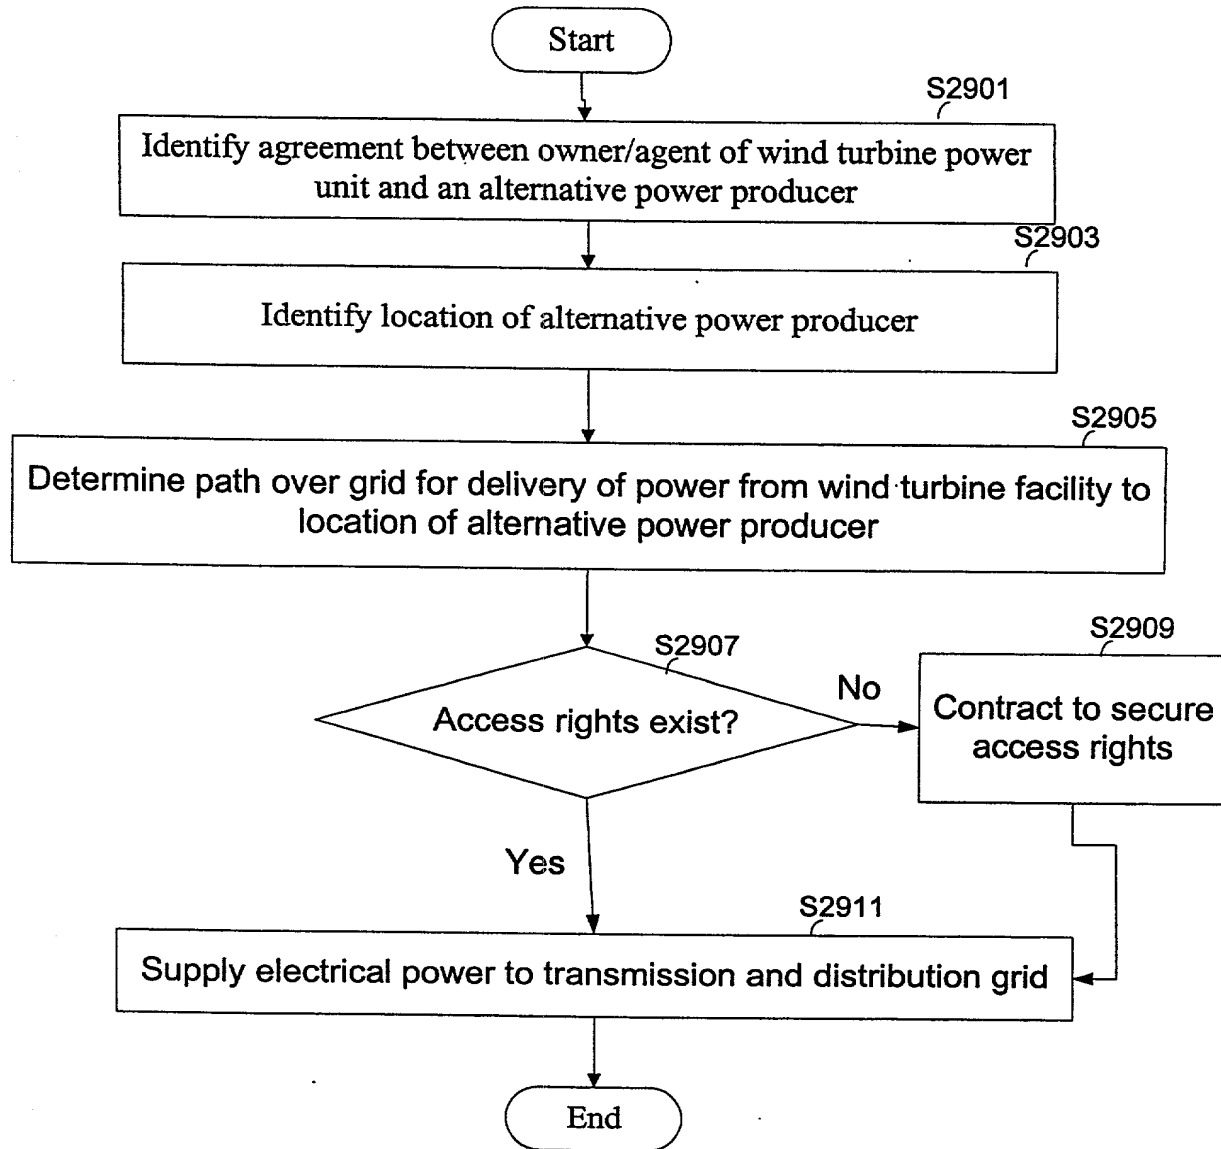 Start
S2901
Identify agreement between owner/agent of wind turbine power
unit and an alternative power producer
S2903
Identify location of alternative power producer
S2905
Determine path over grid for delivery of power from wind turbine facility to
location of alternative power producer
S2907
Access rights exist?
No
S2909
Contract to secure
access rights
Yes
S2911
Supply electrical power to transmission and distribution grid
End